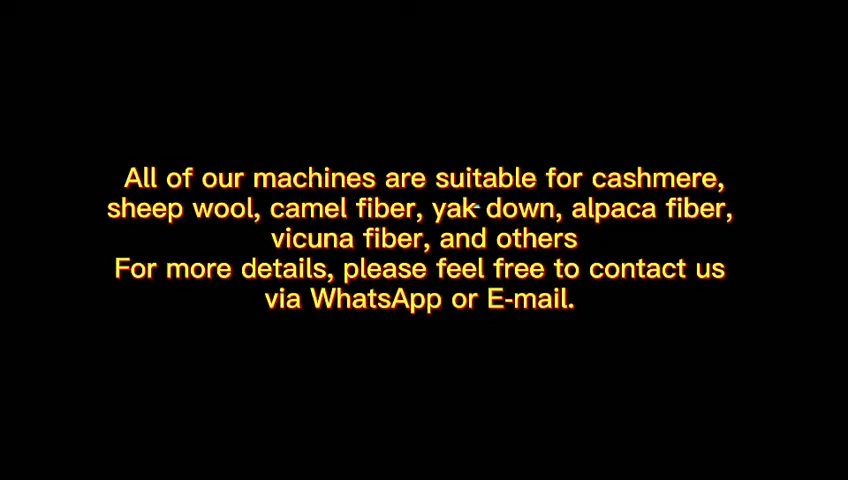 All of our machines are suitable for cashmere,
sheep wool, camel fiber, yak down, alpaca fiber,
vicuna fiber, and others
For more details, please feel free to contact us
via WhatsApp or E-mail.